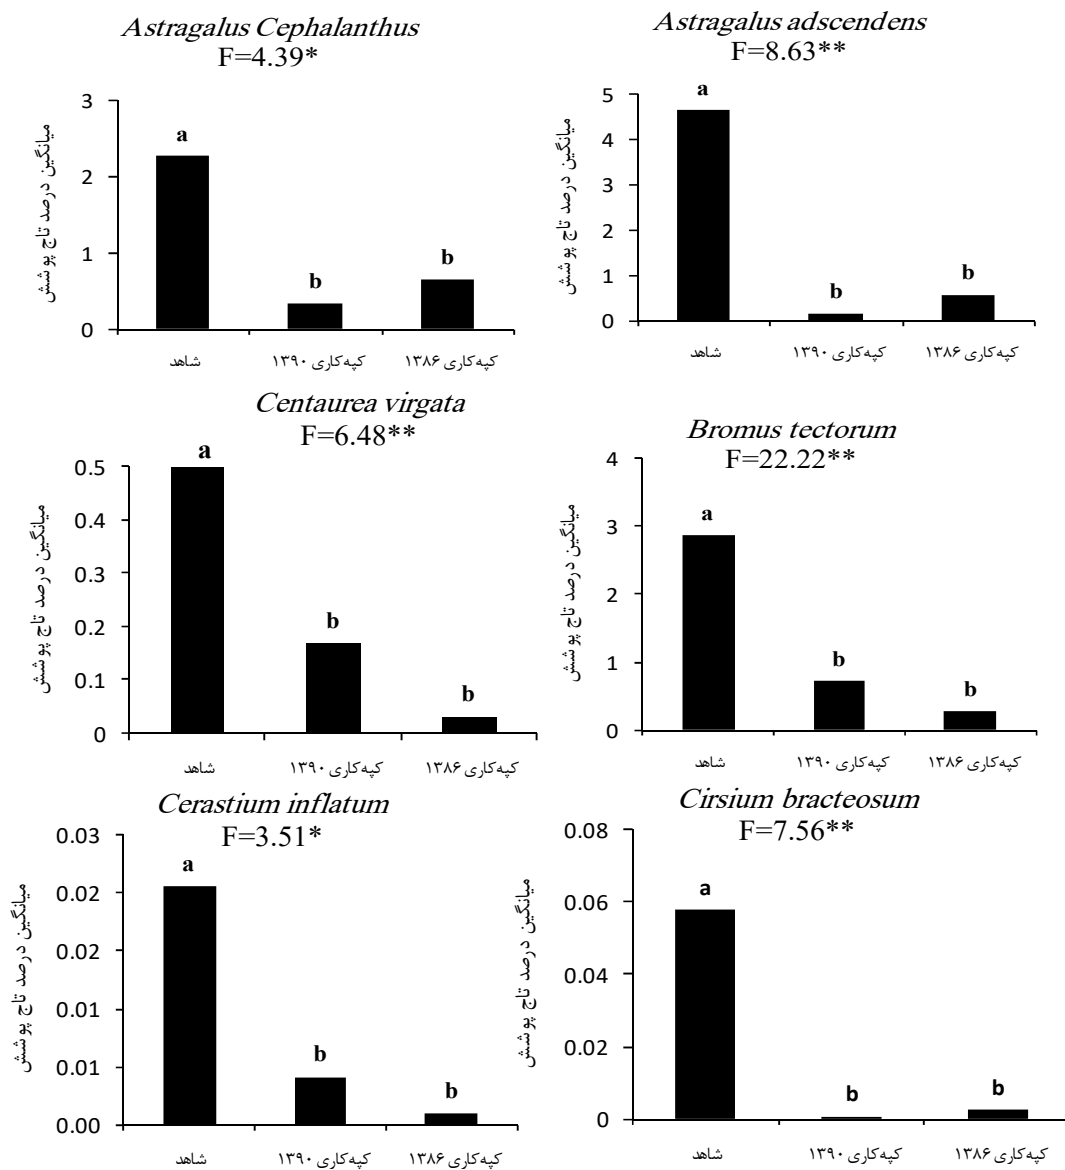 Astragalus Cephalanthus
F=4.39*
میانگین درصد تاج پوشش
3
2
1
0
a
b
b
شاهد
کپه‌کاری ۱۳۹۰
کپه‌کاری ۱۳۸۶
Astragalus adscendens
F=8.63**
میانگین درصد تاج پوشش
5
4
3
2
1
0
a
b
b
شاهد
کپه‌کاری ۱۳۹۰
کپه‌کاری ۱۳۸۶
Centaurea virgata
F=6.48**
میانگین درصد تاج پوشش
0.5
0.4
0.3
0.2
0.1
0
a
b
b
شاهد
کپه‌کاری ۱۳۹۰
کپه‌کاری ۱۳۸۶
Bromus tectorum
F=22.22**
میانگین درصد تاج پوشش
4
3
2
1
0
a
b
b
شاهد
کپه‌کاری ۱۳۹۰
کپه‌کاری ۱۳۸۶
Cerastium inflatum
F=3.51*
میانگین درصد تاج پوشش
0.03
0.02
0.02
0.01
0.01
0.00
a
b
b
شاهد
کپه‌کاری ۱۳۹۰
کپه‌کاری ۱۳۸۶
Cirsium bracteosum
F=7.56**
میانگین درصد تاج پوشش
0.08
0.06
0.04
0.02
0
a
b
b
شاهد
کپه‌کاری ۱۳۹۰
کپه‌کاری ۱۳۸۶